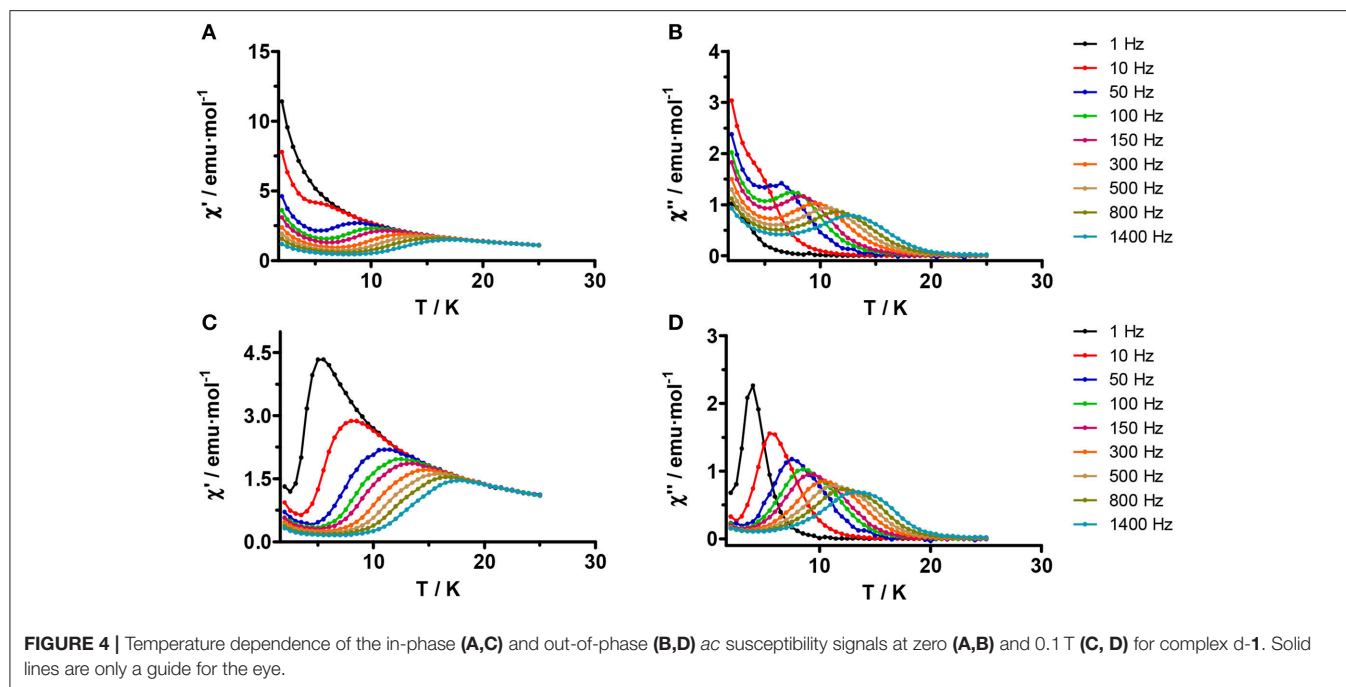 A
15
10
5
0
χ' / emu·mol⁻¹
10
20
30
T / K
B
4
3
2
1
0
χ'' / emu·mol⁻¹
10
20
30
T / K
1 Hz
10 Hz
50 Hz
100 Hz
150 Hz
300 Hz
500 Hz
800 Hz
1400 Hz
C
4.5
3.0
1.5
0.0
χ' / emu·mol⁻¹
10
20
30
T / K
D
3
2
1
0
χ'' / emu·mol⁻¹
10
20
30
T / K
1 Hz
10 Hz
50 Hz
100 Hz
150 Hz
300 Hz
500 Hz
800 Hz
1400 Hz
FIGURE 4 | Temperature dependence of the in-phase (A,C) and out-of-phase (B,D) ac susceptibility signals at zero (A,B) and 0.1 T (C, D) for complex d-1. Solid
lines are only a guide for the eye.